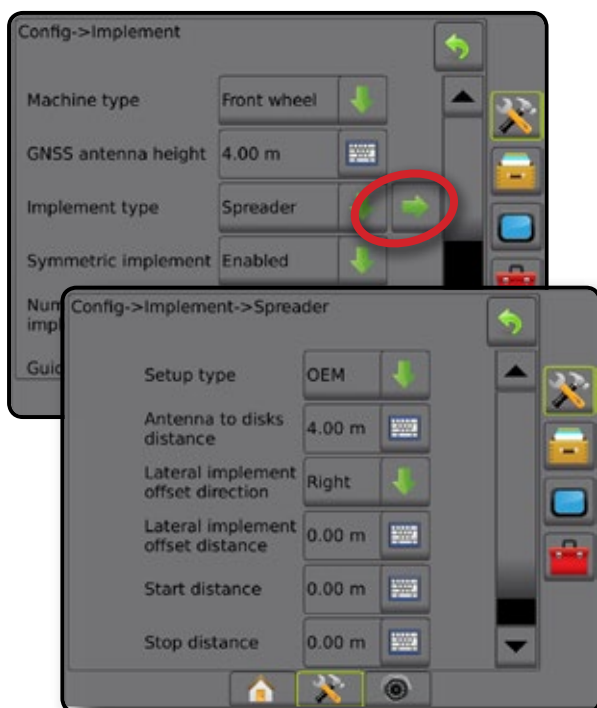 Config->Implement
Machine type Front wheel
GNSS antenna height 4.00 m
Implement type Spreader
Symmetric implement Enabled
Config->Implement->Spreader
Setup type OEM
Antenna to disks
distance 4.00 m
Lateral implement
offset direction Right
Lateral implement
offset distance 0.00 m
Start distance 0.00 m
Stop distance 0.00 m